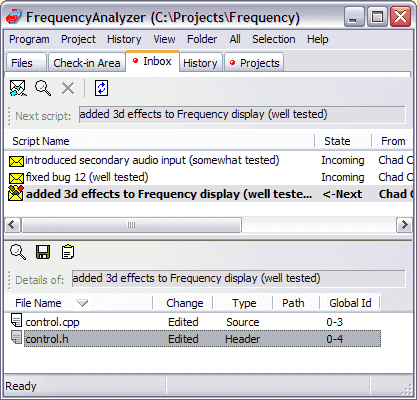 FrequencyAnalyzer (C:\Projects\Frequency)
Program Project History View Folder All Selection Help
Files Check-in Area Inbox History Projects
Next script: added 3d effects to Frequency display (well tested)
Script Name State From
introduced secondary audio input (somewhat tested) Incoming Chad C
fixed bug 12 (well tested) Incoming Chad C
added 3d effects to Frequency display (well teste... <-Next Chad C
Details of: added 3d effects to Frequency display (well tested)
File Name Change Type Path Global Id
control.cpp Edited Source 0-3
control.h Edited Header 0-4
Ready